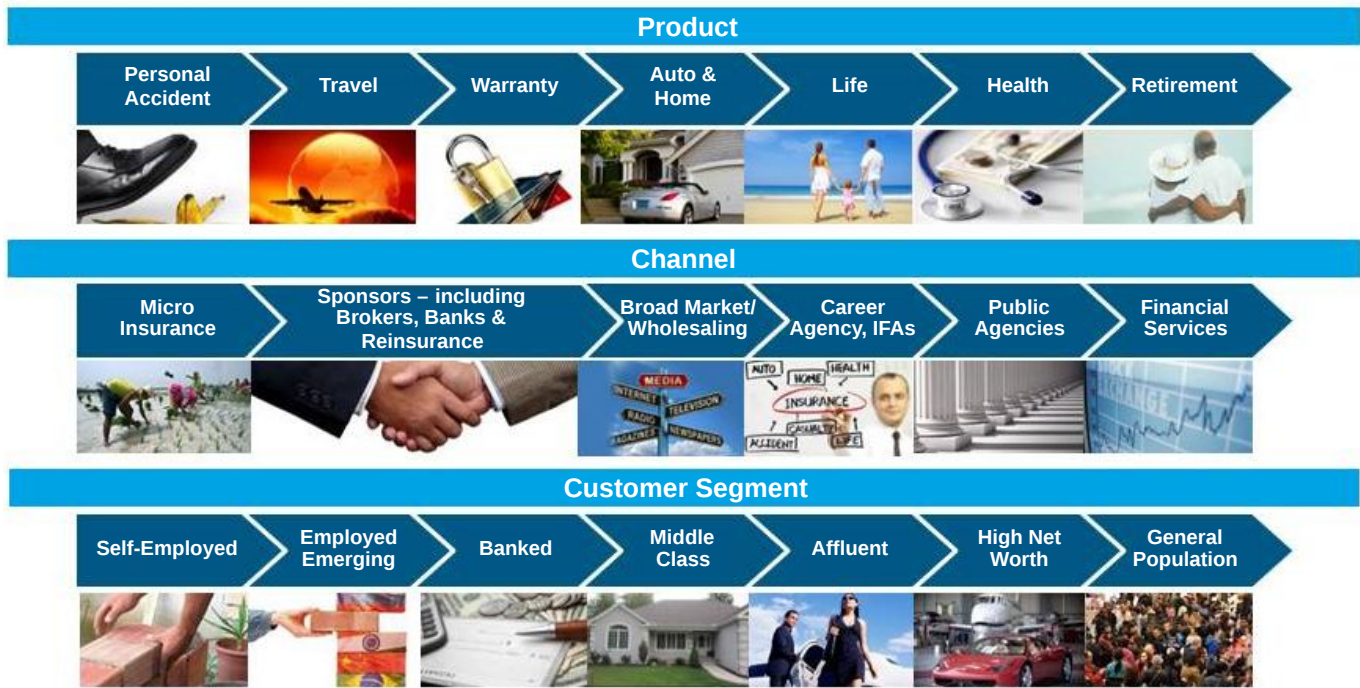 Product
Personal
Accident
Travel
Warranty
Auto &
Home
Life
Health
Retirement
Channel
Micro
Insurance
Sponsors – including
Brokers, Banks &
Reinsurance
Broad Market/
Wholesaling
Career
Agency, IFAs
Public
Agencies
Financial
Services
MEDIA
INTERNET
TELEVISION
RADIO
NEWSPAPERS
AUTO
HOME
HEALTH
INSURANCE
CASUALTY
ACCIDENT
LIFE
Customer Segment
Self-Employed
Employed
Emerging
Banked
Middle
Class
Affluent
High Net
Worth
General
Population